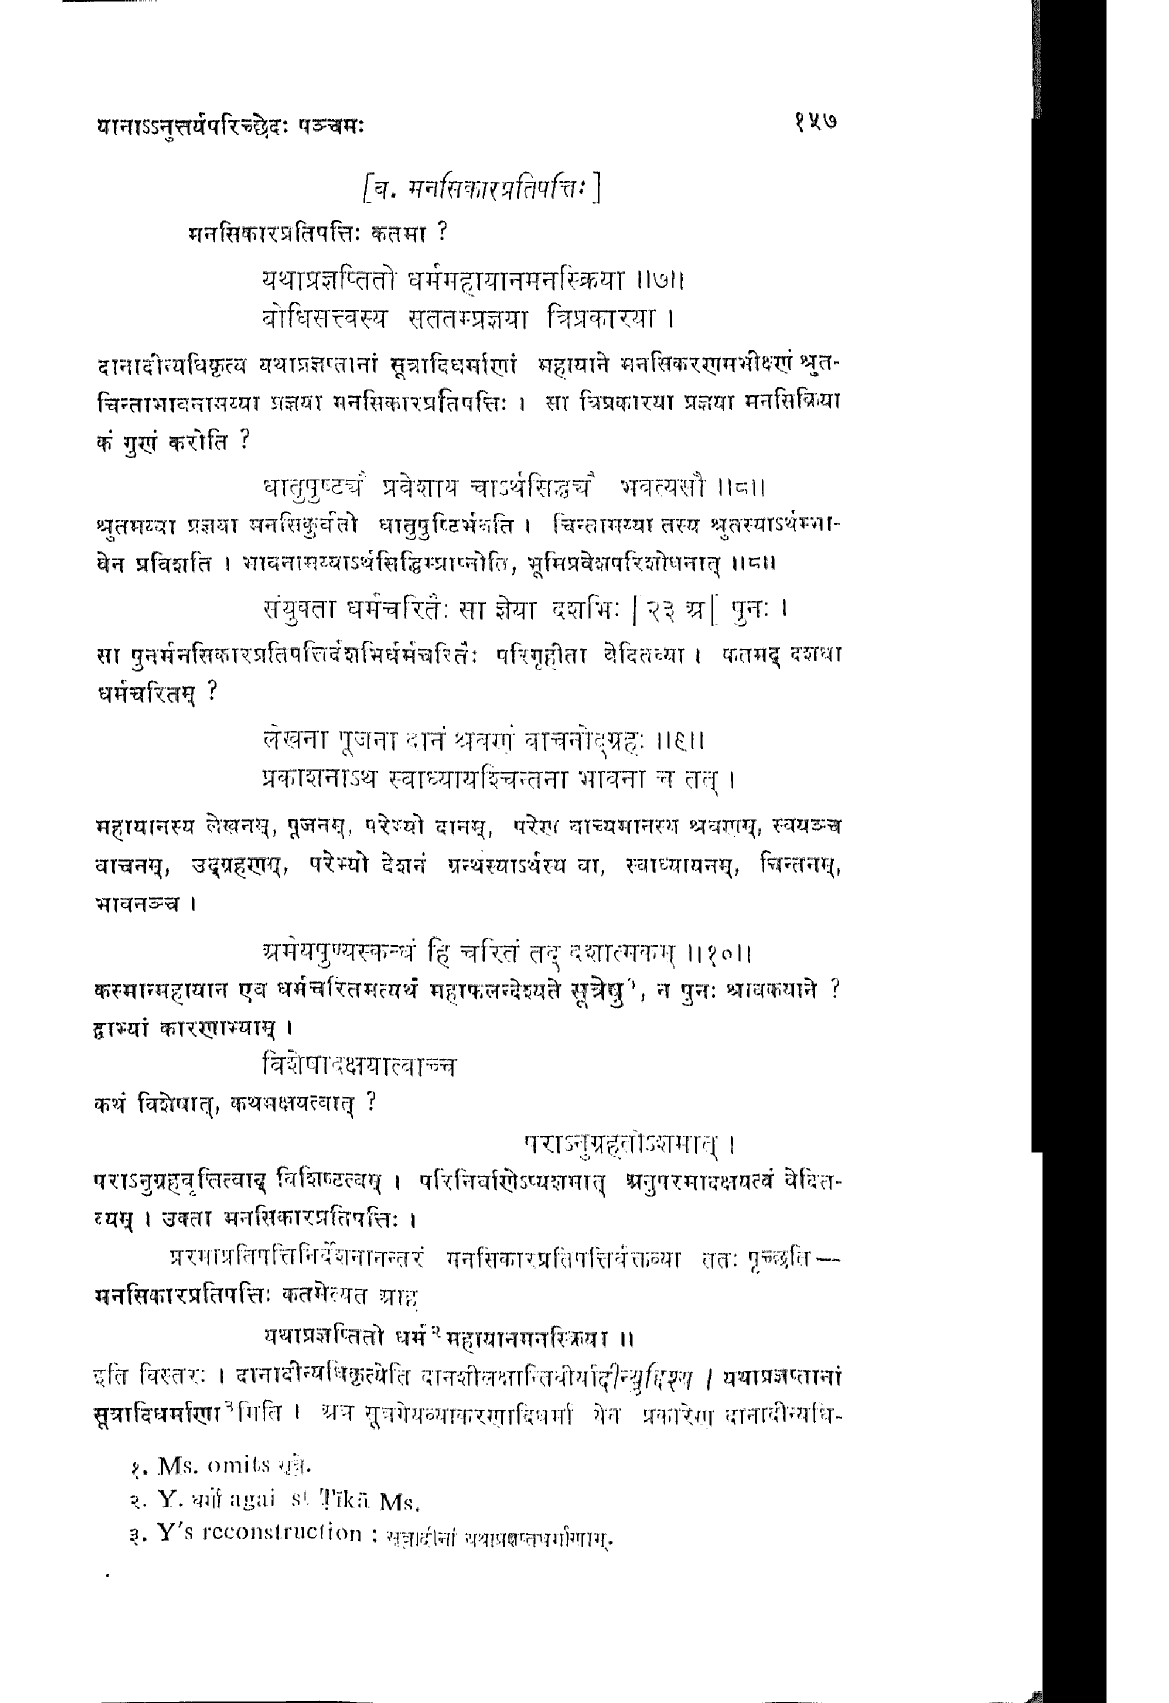 यानाऽऽनुत्तर्यपरिच्छेदः पञ्चमः १५७
[ब. मनसिकारप्रतिपत्तिः]
मनसिकारप्रतिपत्तिः कतमा ?
यथाप्रज्ञप्तितो धर्ममहायानमनस्क्रिया ॥७॥
बोधिसत्त्वस्य सततम्प्रज्ञया त्रिप्रकारया ।
दानादीन्यधिकृत्य यथाप्रज्ञप्तानां सूत्रादिधर्माणां महायाने मनसिकरणमभीक्ष्णं श्रुत-
चिन्ताभावनामय्या प्रज्ञया मनसिकारप्रतिपत्तिः । सा त्रिप्रकारया प्रज्ञया मनसिक्रिया
कं गुणं करोति ?
धातुपुष्टचै प्रवेशाय चाऽर्थसिद्धचै भवत्यसौ ॥८॥
श्रुतमय्या प्रज्ञया मनसिकुर्वतो धातुपुष्टिर्भवति । चिन्तामय्या तस्य श्रुतस्याऽर्थम्भा-
वेन प्रविशति । भावनामय्याऽर्थसिद्धिम्प्राप्नोति, भूमिप्रवेशपरिशोधनात् ॥८॥
संयुक्ता धर्मचरितैः सा ज्ञेया दशभिः [२३ अ] पुनः ।
सा पुनर्मनसिकारप्रतिपत्तिर्दशभिर्धर्मचरितैः परिगृहीता वेदितव्या । कतमद् दशधा
धर्मचरितम् ?
लेखना पूजना दानं श्रवणं वाचनोद्ग्रहः ॥९॥
प्रकाशनाऽथ स्वाध्यायश्चिन्तना भावना च तत् ।
महायानस्य लेखनम्, पूजनम्, परेभ्यो दानम्, परेण वाच्यमानस्य श्रवणम्, स्वयञ्च
वाचनम्, उद्ग्रहणम्, परेभ्यो देशनं ग्रन्थस्याऽर्थस्य वा, स्वाध्यायनम्, चिन्तनम्,
भावनञ्च ।
अमेयपुण्यस्कन्धं हि चरितं तद् दशात्मकम् ॥१०॥
कस्मान्महायान एव धर्मचरितमत्यर्थं महाफलन्देश्यते सूत्रेषु१, न पुनः श्रावकयाने ?
द्वाभ्यां कारणाभ्याम् ।
विशेषादक्षयात्वाच्च
कथं विशेषात्, कथमक्षयत्वात् ?
पराऽनुग्रहतोऽशमात् ।
पराऽनुग्रहवृत्तित्वाद् विशिष्टत्वम् । परिनिर्वाणेऽप्यशमात् अनुपरमादक्षयत्वं वेदित-
व्यम् । उक्ता मनसिकारप्रतिपत्तिः ।
परमाप्रतिपत्तिनिर्देशनानन्तरं मनसिकारप्रतिपत्तिर्वक्तव्या ततः पृच्छति —
मनसिकारप्रतिपत्तिः कतमेत्यत आह
यथाप्रज्ञप्तितो धर्म२महायानमनस्क्रिया ॥
इति विस्तरः । दानादीन्यधिकृत्येति दानशीलक्षान्तिवीर्यादीन्युद्दिश्य । यथाप्रज्ञप्तानां
सूत्रादिधर्माणा३मिति । अत्र सूत्रगेयव्याकरणादिधर्मा येन प्रकारेण दानादीन्यधि-
१. Ms. omits सूत्रे.
२. Y. धर्मा agai st Ṭīkā Ms.
३. Y's reconstruction : सूत्रादीनां यथाप्रज्ञप्तधर्माणाम्.